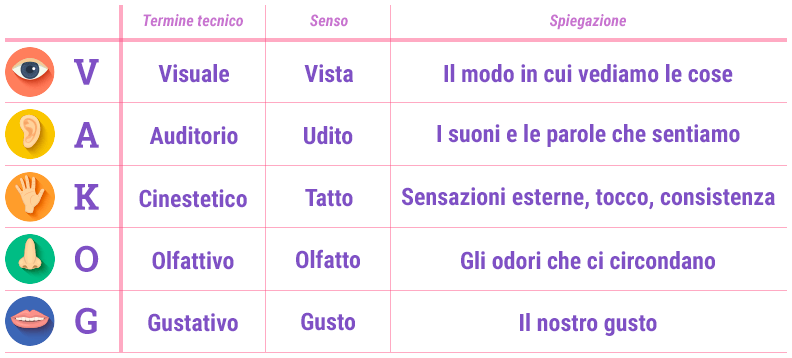 Termine tecnico Senso Spiegazione
V Visuale Vista Il modo in cui vediamo le cose
A Auditorio Udito I suoni e le parole che sentiamo
K Cinestetico Tatto Sensazioni esterne, tocco, consistenza
O Olfattivo Olfatto Gli odori che ci circondano
G Gustativo Gusto Il nostro gusto